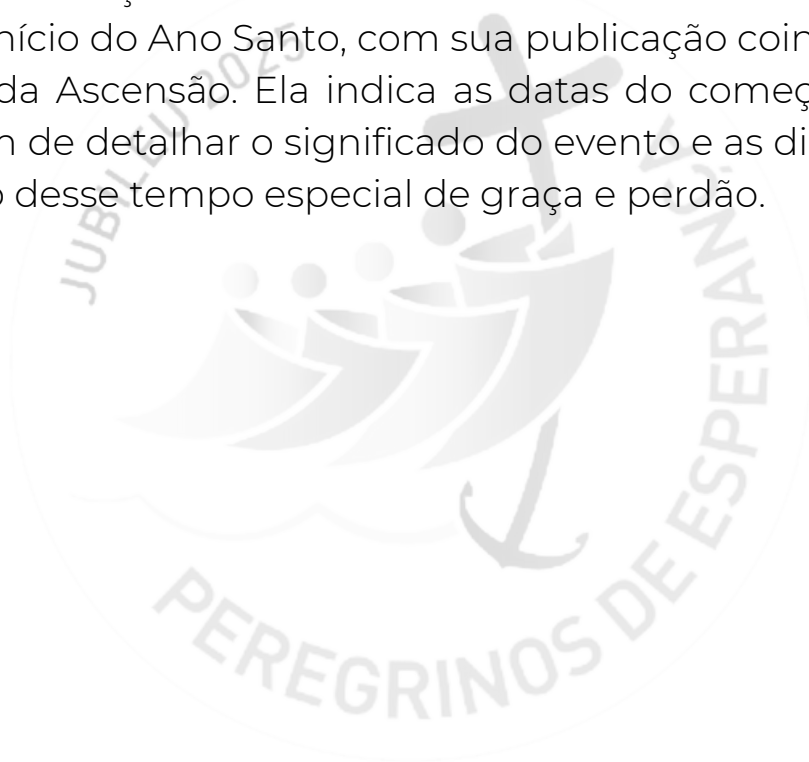 nício do Ano Santo, com sua publicação coin
da Ascensão. Ela indica as datas do começ
n de detalhar o significado do evento e as di
o desse tempo especial de graça e perdão.
JUBILEU 2025
PEREGRINOS DE ESPERANÇA